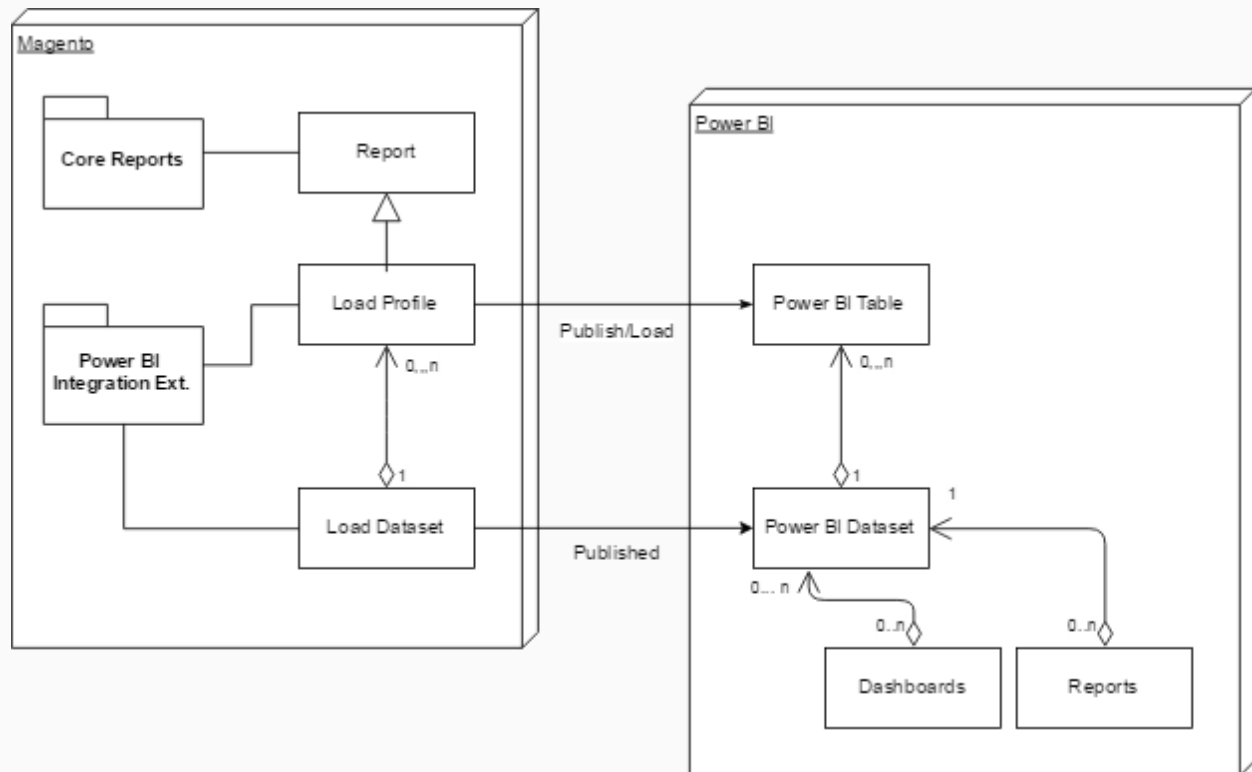 Magento
Core Reports
Report
Load Profile
Power BI
Integration Ext.
0,..n
1
Load Dataset
Publish/Load
Published
Power BI
Power BI Table
0,..n
1
1
Power BI Dataset
0... n
0..n
0..n
Dashboards
Reports